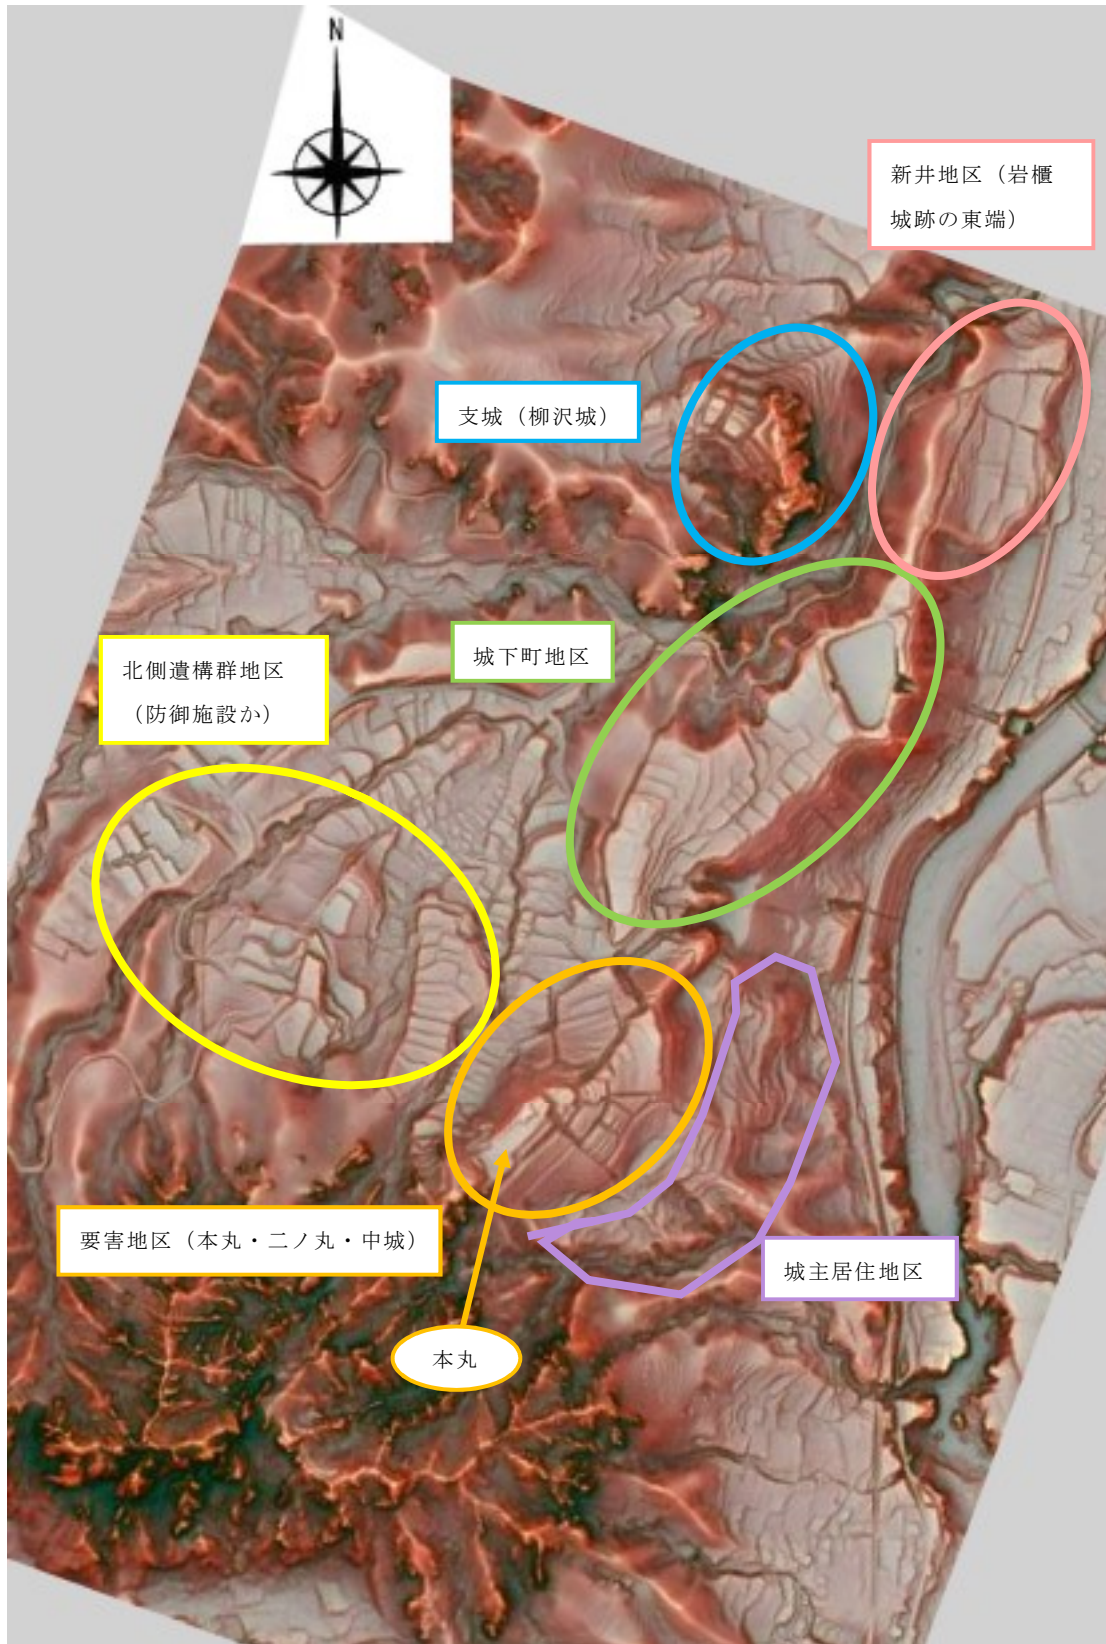 N
新井地区（岩櫃
城跡の東端）
支城（柳沢城）
城下町地区
北側遺構群地区
（防御施設か）
要害地区（本丸・二ノ丸・中城）
城主居住地区
本丸